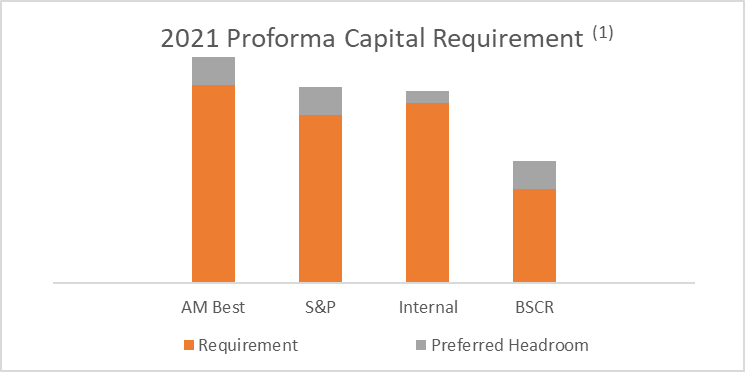 2021 Proforma Capital Requirement (1)
AM Best S&P Internal BSCR
Requirement Preferred Headroom